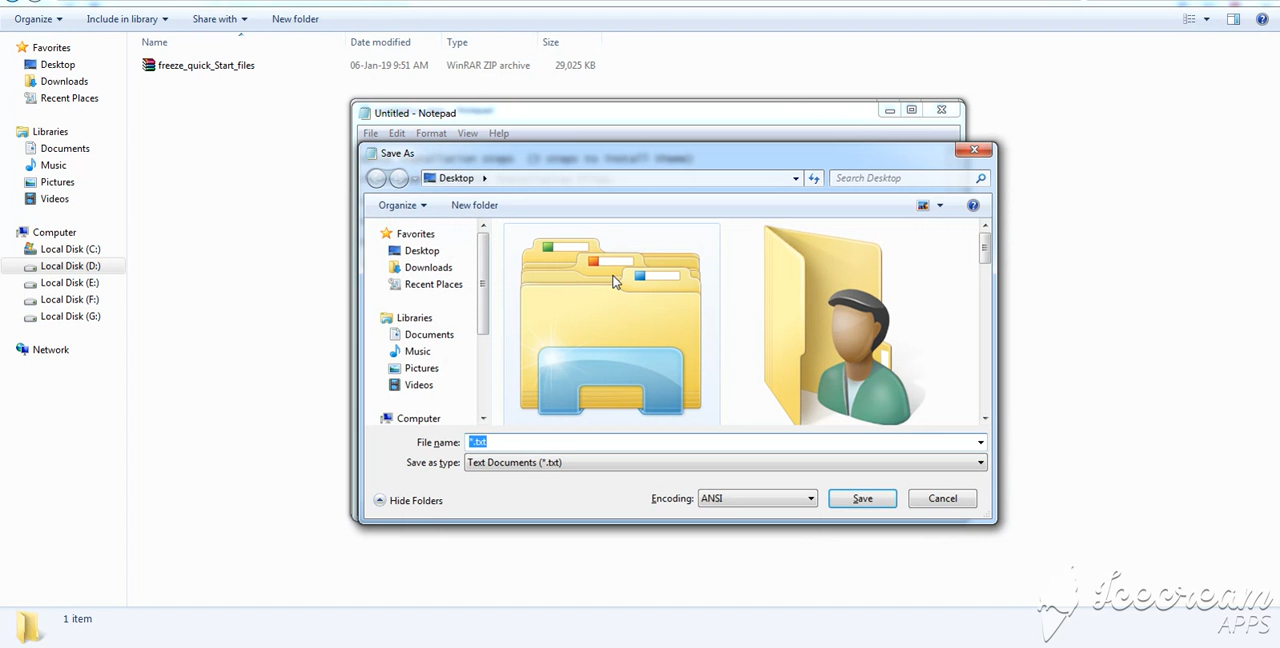 Organize
Include in library
Share with
New folder
Name
Date modified
Type
Size
Favorites
Desktop
Downloads
Recent Places
Libraries
Documents
Music
Pictures
Videos
Computer
Local Disk (C:)
Local Disk (D:)
Local Disk (E:)
Local Disk (F:)
Local Disk (G:)
Network
freeze_quick_Start_files 06-Jan-19 9:51 AM WinRAR ZIP archive 29,025 KB
Untitled - Notepad
File Edit Format View Help
Save As
Desktop
Search Desktop
Organize
New folder
Favorites
Desktop
Downloads
Recent Places
Libraries
Documents
Music
Pictures
Videos
Computer
File name: *.txt
Save as type: Text Documents (*.txt)
Hide Folders
Encoding: ANSI
Save
Cancel
1 item
Icecream
APPS